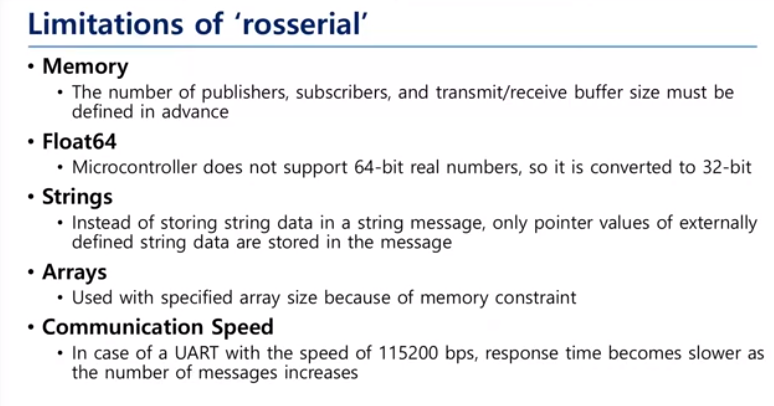 Limitations of 'rosserial'
• Memory
• The number of publishers, subscribers, and transmit/receive buffer size must be
defined in advance
• Float64
• Microcontroller does not support 64-bit real numbers, so it is converted to 32-bit
• Strings
• Instead of storing string data in a string message, only pointer values of externally
defined string data are stored in the message
• Arrays
• Used with specified array size because of memory constraint
• Communication Speed
• In case of a UART with the speed of 115200 bps, response time becomes slower as
the number of messages increases